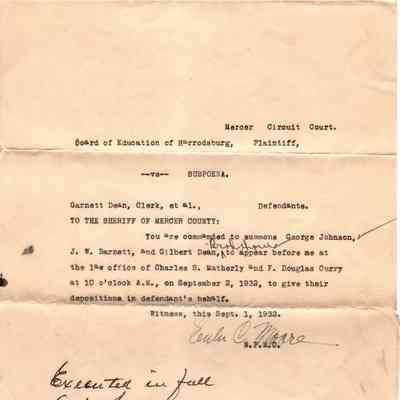 Mercer Circuit Court.
Board of Education of Harrodsburg, Plaintiff,
--vs-- SUBPOENA.
Garnett Dean, Clerk, et al., Defendants.
TO THE SHERIFF OF MERCER COUNTY:
You are commanded to summons George Johnson,
J. W. Barnett, and Gilbert Dean, to appear before me at
the law office of Charles S. Matherly and F. Douglas Curry
at 10 o'clock A.M., on September 2, 1932, to give their
depositions in defendant's behalf.
Witness, this Sept. 1, 1932.
C. Moore
Executed in full